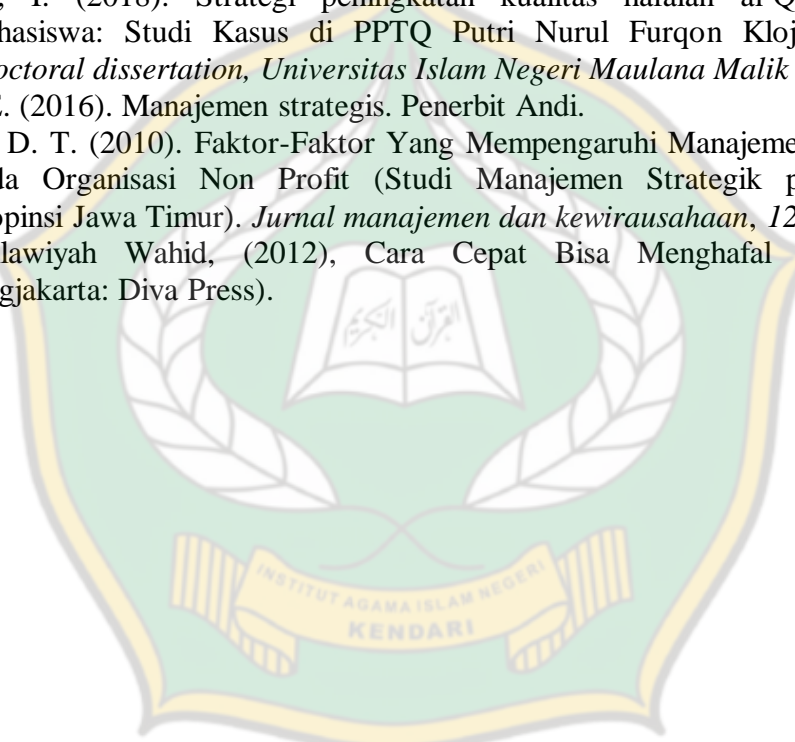 I. (2018). Strategi peningkatan kualitas hafalan al-Q
hasiswa: Studi Kasus di PPTQ Putri Nurul Furqon Kloj
octoral dissertation, Universitas Islam Negeri Maulana Malik
E. (2016). Manajemen strategis. Penerbit Andi.
D. T. (2010). Faktor-Faktor Yang Mempengaruhi Manajeme
da Organisasi Non Profit (Studi Manajemen Strategik p
opinsi Jawa Timur). Jurnal manajemen dan kewirausahaan, 12
lawiyah Wahid, (2012), Cara Cepat Bisa Menghafal
gjakarta: Diva Press).
القرآن الكريم
INSTITUT AGAMA ISLAM NEGERI
KENDARI